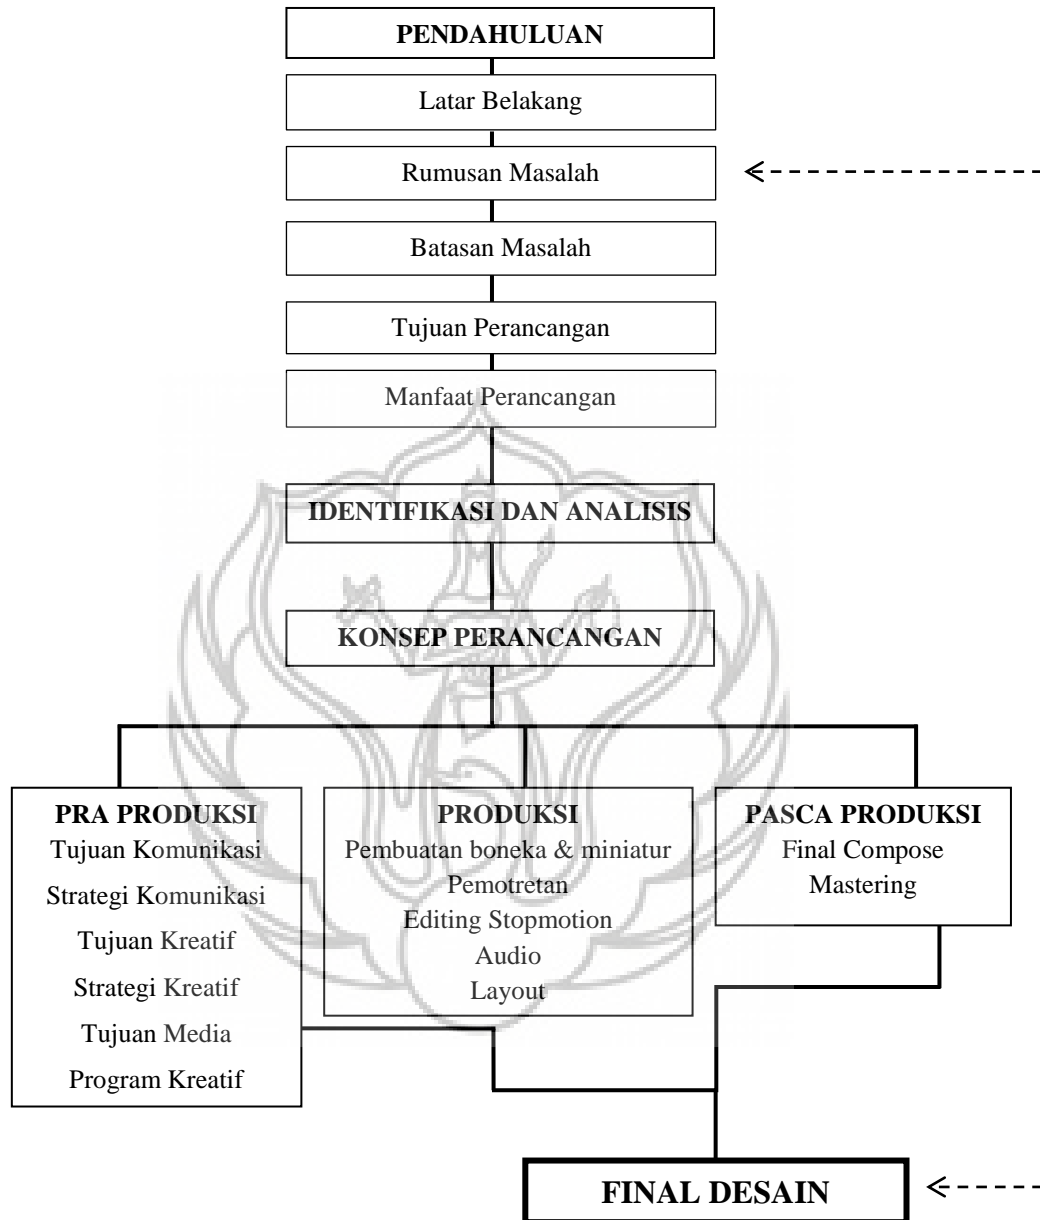 PENDAHULUAN
Latar Belakang
Rumusan Masalah
Batasan Masalah
Tujuan Perancangan
Manfaat Perancangan
IDENTIFIKASI DAN ANALISIS
KONSEP PERANCANGAN
PRA PRODUKSI
Tujuan Komunikasi
Strategi Komunikasi
Tujuan Kreatif
Strategi Kreatif
Tujuan Media
Program Kreatif
PRODUKSI
Pembuatan boneka & miniatur
Pemotretan
Editing Stopmotion
Audio
Layout
PASCA PRODUKSI
Final Compose
Mastering
FINAL DESAIN